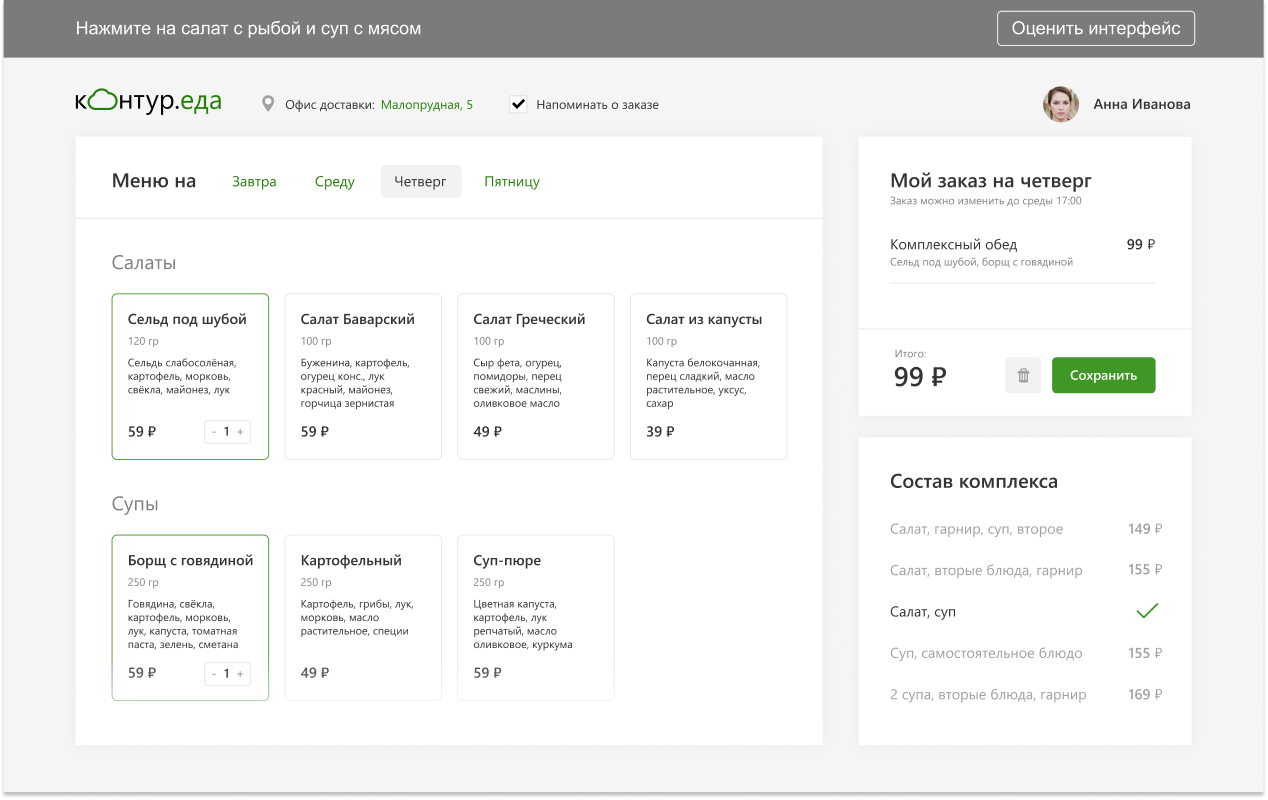 Нажмите на салат с рыбой и суп с мясом
Оценить интерфейс
контур.еда
Офис доставки: Малопрудная, 5
Напоминать о заказе
Анна Иванова
Меню на
Завтра
Среду
Четверг
Пятницу
Салаты
Сельд под шубой
120 гр
Сельдь слабосолёная,
картофель, морковь,
свёкла, майонез, лук
59 ₽
- 1 +
Салат Баварский
100 гр
Буженина, картофель,
огурец конс., лук
красный, майонез,
горчица зернистая
59 ₽
Салат Греческий
100 гр
Сыр фета, огурец,
помидоры, перец
свежий, маслины,
оливковое масло
49 ₽
Салат из капусты
100 гр
Капуста белокочанная,
перец сладкий, масло
растительное, уксус,
сахар
39 ₽
Супы
Борщ с говядиной
250 гр
Говядина, свёкла,
картофель, морковь,
лук, капуста, томатная
паста, зелень, сметана
59 ₽
- 1 +
Картофельный
250 гр
Картофель, грибы, лук,
морковь, масло
растительное, специи
49 ₽
Суп-пюре
250 гр
Цветная капуста,
картофель, лук
репчатый, масло
оливковое, куркума
59 ₽
Мой заказ на четверг
Заказ можно изменить до среды 17:00
Комплексный обед 99 ₽
Сельд под шубой, борщ с говядиной
Итого:
99 ₽
Сохранить
Состав комплекса
Салат, гарнир, суп, второе 149 ₽
Салат, вторые блюда, гарнир 155 ₽
Салат, суп
Суп, самостоятельное блюдо 155 ₽
2 супа, вторые блюда, гарнир 169 ₽